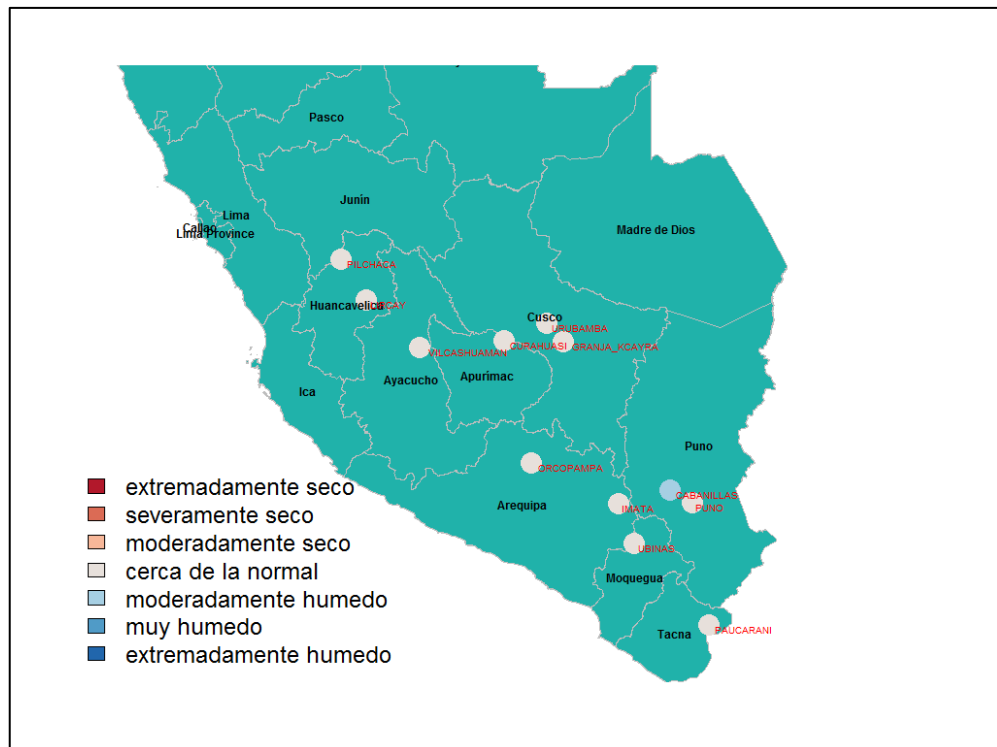 Pasco
Junín
Lima
Callao
Lima Province
Madre de Dios
PILCHACA
Huancavelica
Cusco
URUBAMBA
CURAHUASI
GRANJA_KCAYRA
VILCASHUAMAN
Ayacucho
Apurimac
Ica
Puno
ORCOPAMPA
CABANILLAS
Arequipa
IMATA
PUNO
UBINAS
Moquegua
Tacna
PAUCARANI
extremadamente seco
severamente seco
moderadamente seco
cerca de la normal
moderadamente humedo
muy humedo
extremadamente humedo